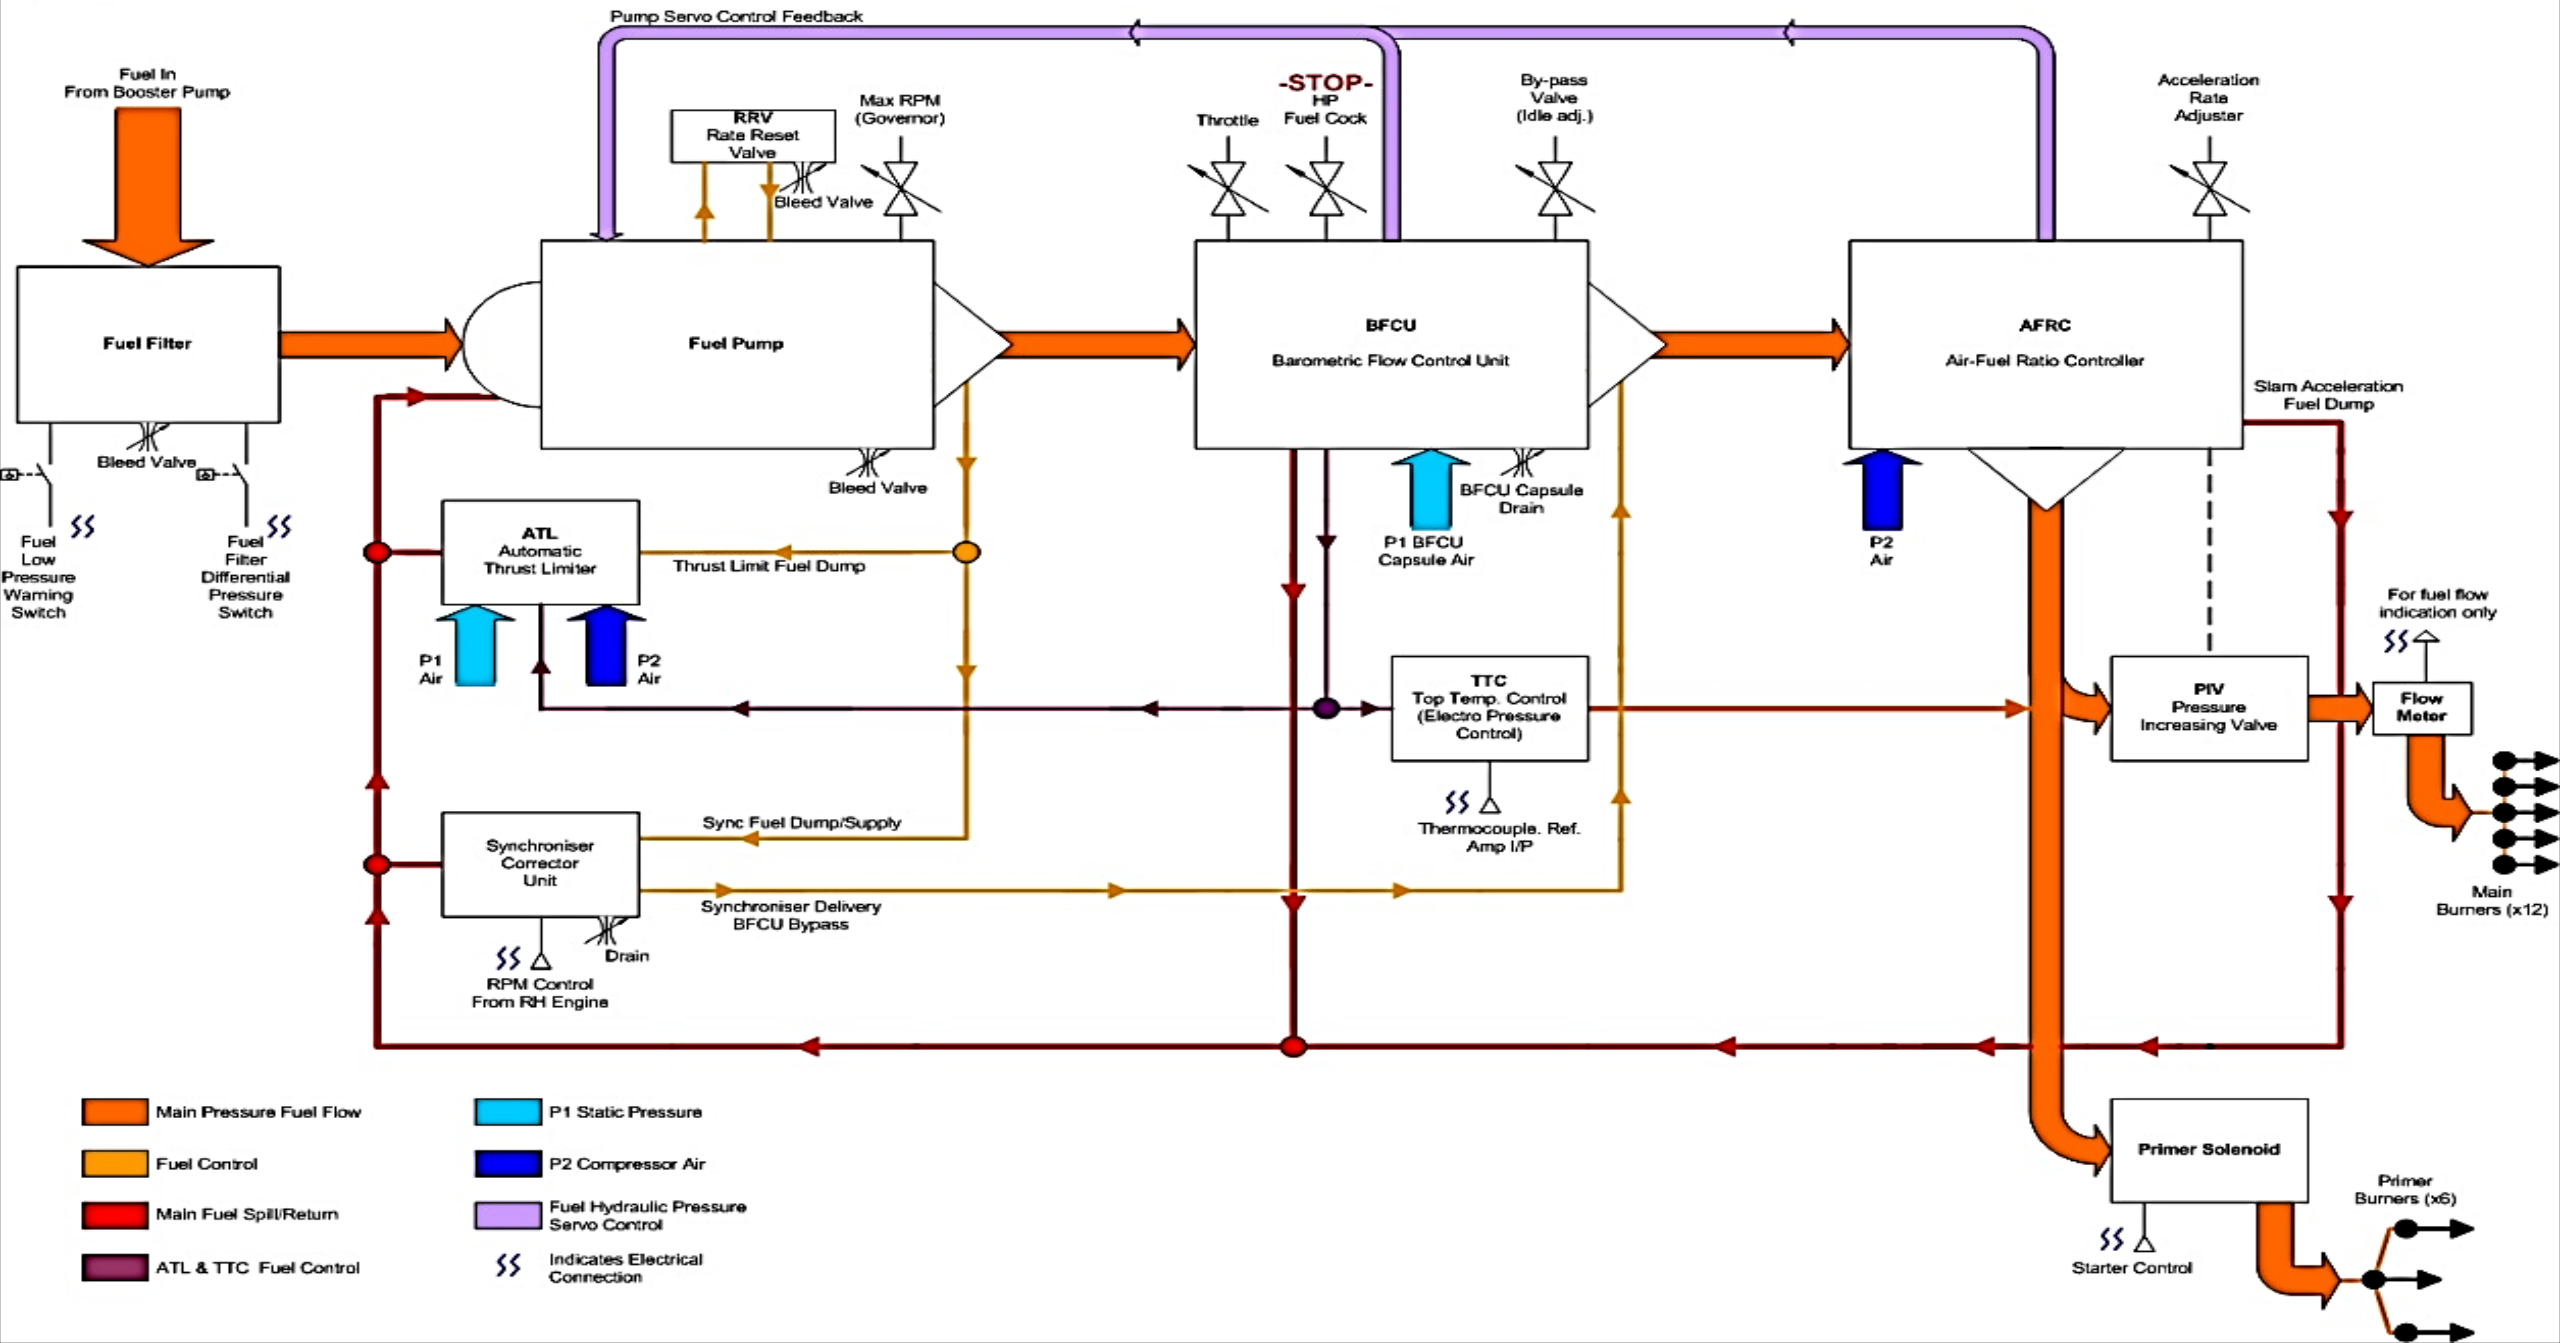 Pump Servo Control Feedback
Fuel In
From Booster Pump
RRV
Rate Reset
Valve
Bleed Valve
Max RPM
(Governor)
Throttle
-STOP-
HP
Fuel Cock
By-pass
Valve
(Idle adj.)
Acceleration
Rate
Adjuster
Fuel Filter
Fuel Pump
BFCU
Barometric Flow Control Unit
AFRC
Air-Fuel Ratio Controller
Slam Acceleration
Fuel Dump
Bleed Valve
Bleed Valve
BFCU Capsule
Drain
Fuel
Low
Pressure
Warning
Switch
Fuel
Filter
Differential
Pressure
Switch
ATL
Automatic
Thrust Limiter
Thrust Limit Fuel Dump
P1 BFCU
Capsule Air
P2
Air
P1
Air
P2
Air
For fuel flow
indication only
TTC
Top Temp. Control
(Electro Pressure
Control)
PIV
Pressure
Increasing Valve
Flow
Meter
Thermocouple. Ref.
Amp I/P
Synchroniser
Corrector
Unit
Sync Fuel Dump/Supply
Synchroniser Delivery
BFCU Bypass
Main
Burners (x12)
Drain
RPM Control
From RH Engine
Main Pressure Fuel Flow
Fuel Control
Main Fuel Spill/Return
ATL & TTC Fuel Control
P1 Static Pressure
P2 Compressor Air
Fuel Hydraulic Pressure
Servo Control
Indicates Electrical
Connection
Primer Solenoid
Starter Control
Primer
Burners (x6)